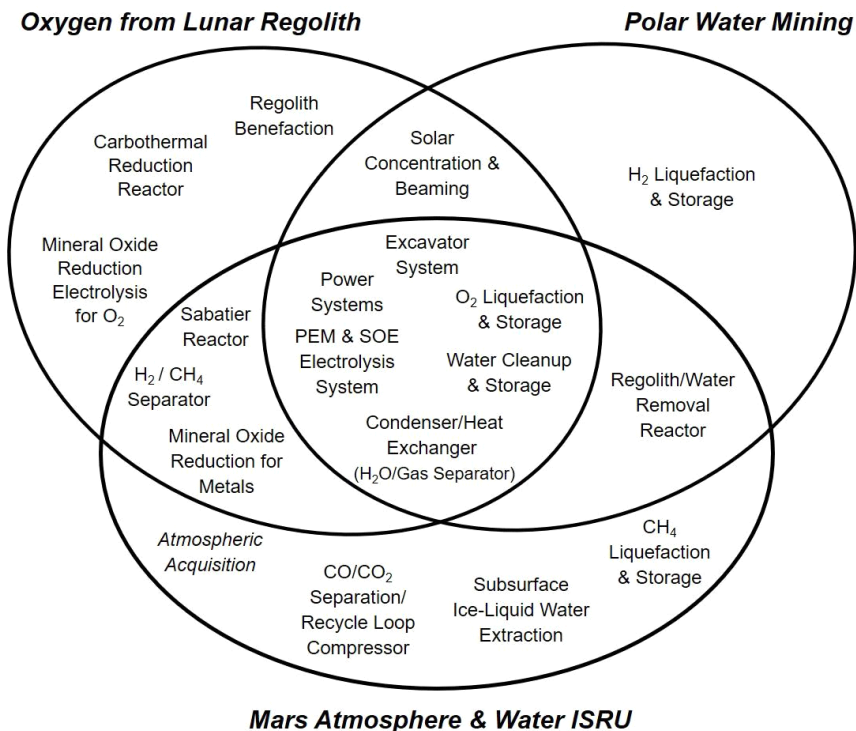 Oxygen from Lunar Regolith
Polar Water Mining
Regolith
Benefaction
Carbothermal
Reduction
Reactor
Solar
Concentration &
Beaming
H₂ Liquefaction
& Storage
Mineral Oxide
Reduction
Electrolysis
for O₂
Excavator
System
Power
Systems
O₂ Liquefaction
& Storage
Sabatier
Reactor
PEM & SOE
Electrolysis
System
Water Cleanup
& Storage
H₂ / CH₄
Separator
Regolith/Water
Removal
Reactor
Mineral Oxide
Reduction for
Metals
Condenser/Heat
Exchanger
(H₂O/Gas Separator)
Atmospheric
Acquisition
CO/CO₂
Separation/
Recycle Loop
Compressor
Subsurface
Ice-Liquid Water
Extraction
CH₄
Liquefaction
& Storage
Mars Atmosphere & Water ISRU